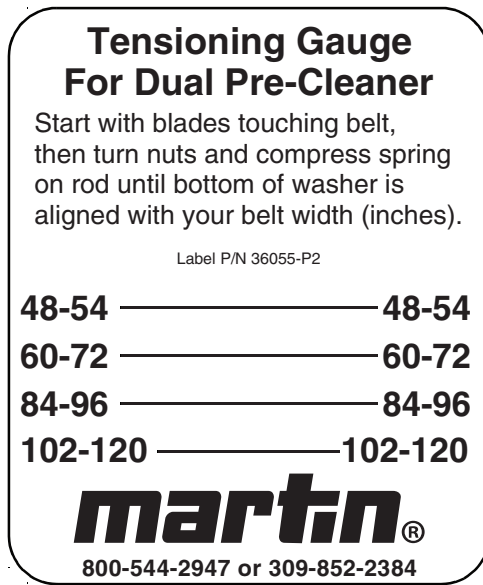 Tensioning Gauge
For Dual Pre-Cleaner
Start with blades touching belt,
then turn nuts and compress spring
on rod until bottom of washer is
aligned with your belt width (inches).
Label P/N 36055-P2
48-54 48-54
60-72 60-72
84-96 84-96
102-120 102-120
martin®
800-544-2947 or 309-852-2384